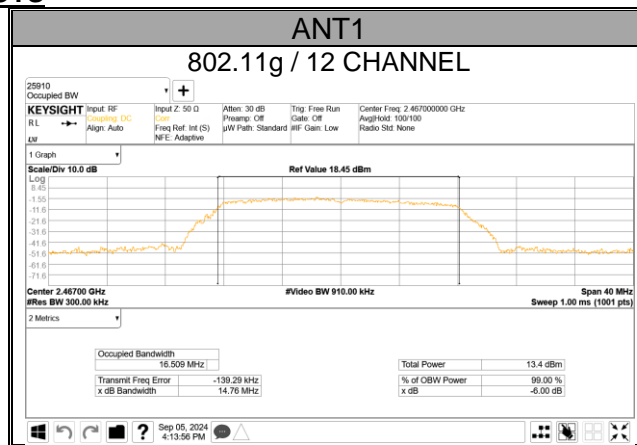 ANT1
802.11g / 12 CHANNEL
25910
Occupied BW
+
KEYSIGHT
RL
Input: RF
Coupling: DC
Align: Auto
Input Z: 50 Ω
Corr
Freq Ref: Int (S)
NFE: Adaptive
Atten: 30 dB
Preamp: Off
µW Path: Standard
Trig: Free Run
Gate: Off
#IF Gain: Low
Center Freq: 2.467000000 GHz
Avg|Hold: 100/100
Radio Std: None
1 Graph
Scale/Div 10.0 dB
Ref Value 18.45 dBm
Log
8.45
-1.55
-11.6
-21.6
-31.6
-41.6
-51.6
-61.6
-71.6
Center 2.46700 GHz
#Video BW 910.00 kHz
Span 40 MHz
#Res BW 300.00 kHz
Sweep 1.00 ms (1001 pts)
2 Metrics
Occupied Bandwidth
16.509 MHz
Total Power 13.4 dBm
Transmit Freq Error -139.29 kHz
% of OBW Power 99.00 %
x dB Bandwidth 14.76 MHz
x dB -6.00 dB
?
Sep 05, 2024
4:13:56 PM